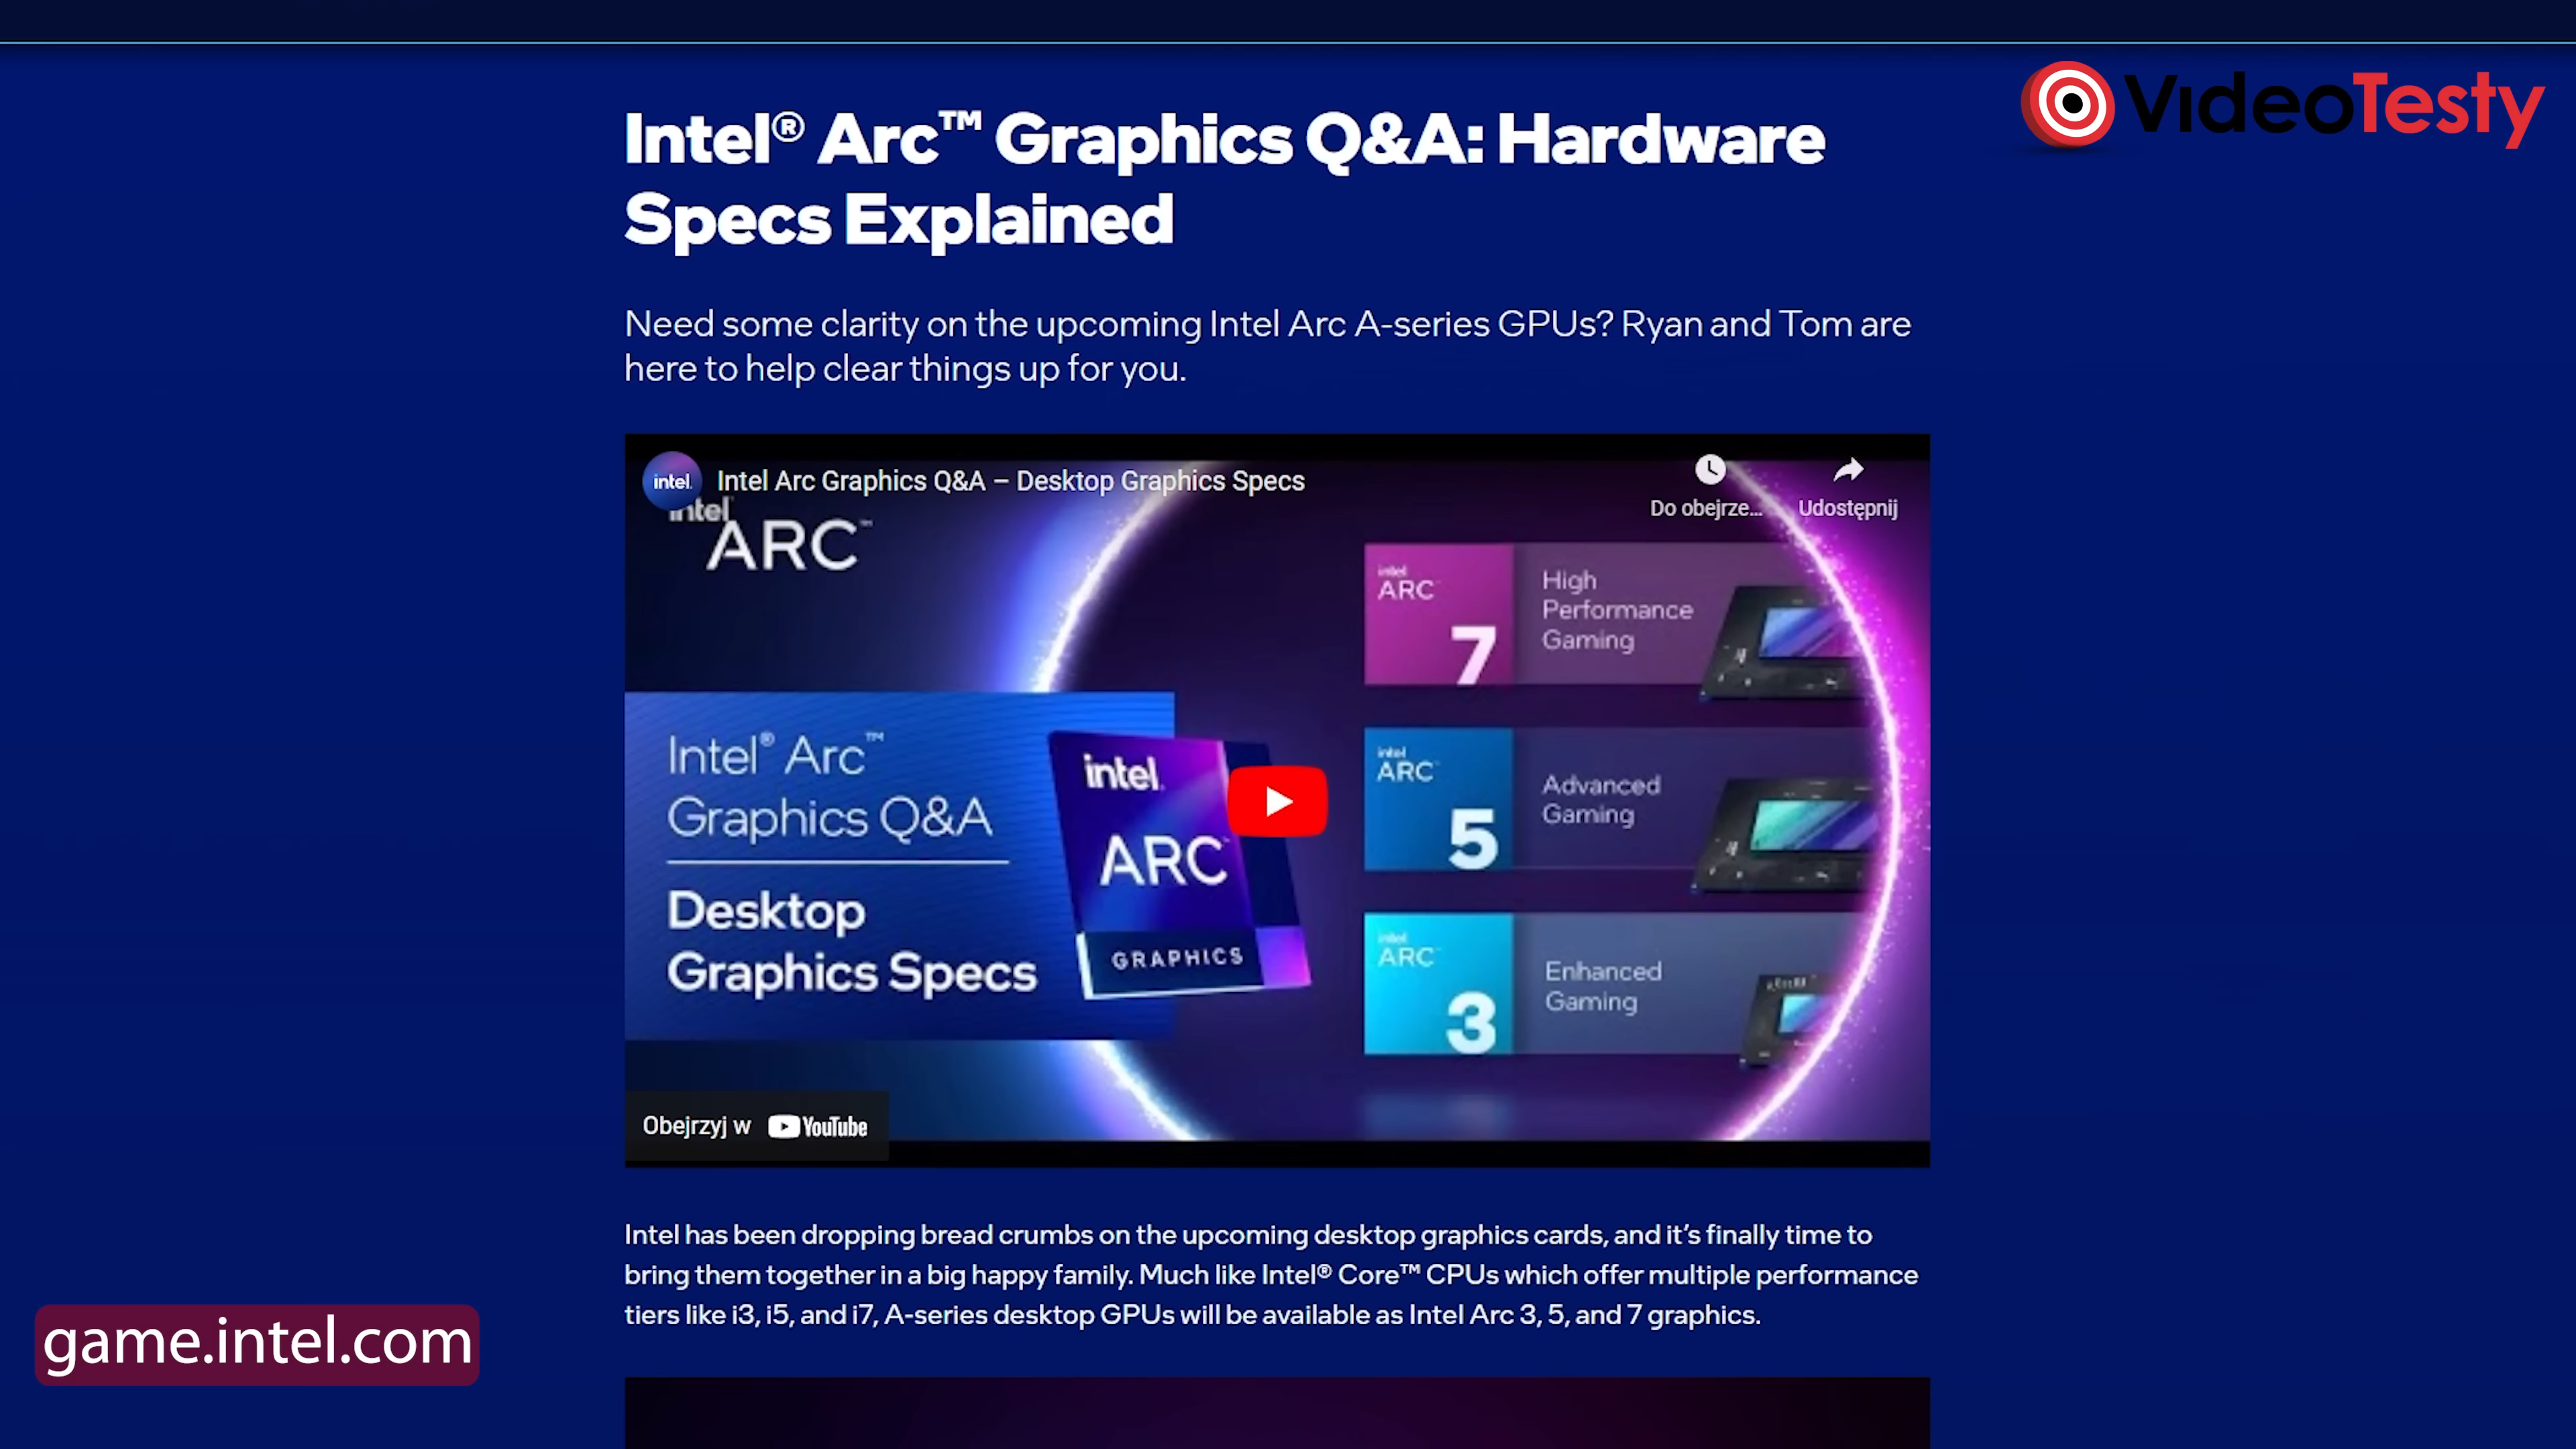 VideoTesty
Intel® Arc™ Graphics Q&A: Hardware
Specs Explained
Need some clarity on the upcoming Intel Arc A-series GPUs? Ryan and Tom are
here to help clear things up for you.
intel.
Intel Arc Graphics Q&A – Desktop Graphics Specs
Do obejrze...
Udostępnij
intel
ARC™
intel
ARC
7
High
Performance
Gaming
Intel® Arc™
Graphics Q&A
Desktop
Graphics Specs
intel.
ARC
GRAPHICS
intel
ARC
5
Advanced
Gaming
intel
ARC
3
Enhanced
Gaming
Obejrzyj w YouTube
Intel has been dropping bread crumbs on the upcoming desktop graphics cards, and it's finally time to
bring them together in a big happy family. Much like Intel® Core™ CPUs which offer multiple performance
tiers like i3, i5, and i7, A-series desktop GPUs will be available as Intel Arc 3, 5, and 7 graphics.
game.intel.com